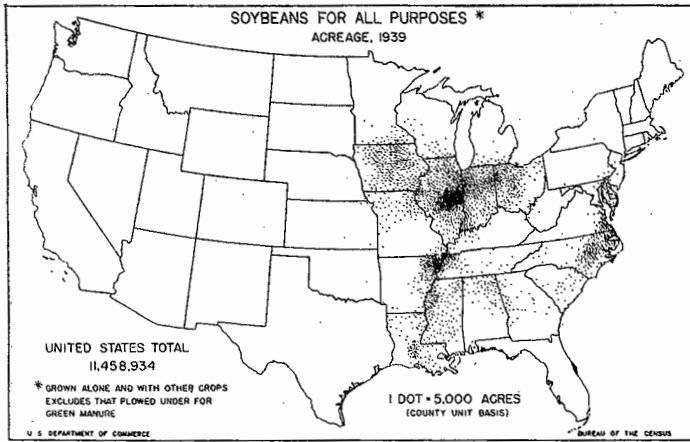 SOYBEANS FOR ALL PURPOSES *
ACREAGE, 1939
UNITED STATES TOTAL
11,458,934
* GROWN ALONE AND WITH OTHER CROPS
EXCLUDES THAT PLOWED UNDER FOR
GREEN MANURE
1 DOT = 5,000 ACRES
(COUNTY UNIT BASIS)
U S DEPARTMENT OF COMMERCE
BUREAU OF THE CENSUS